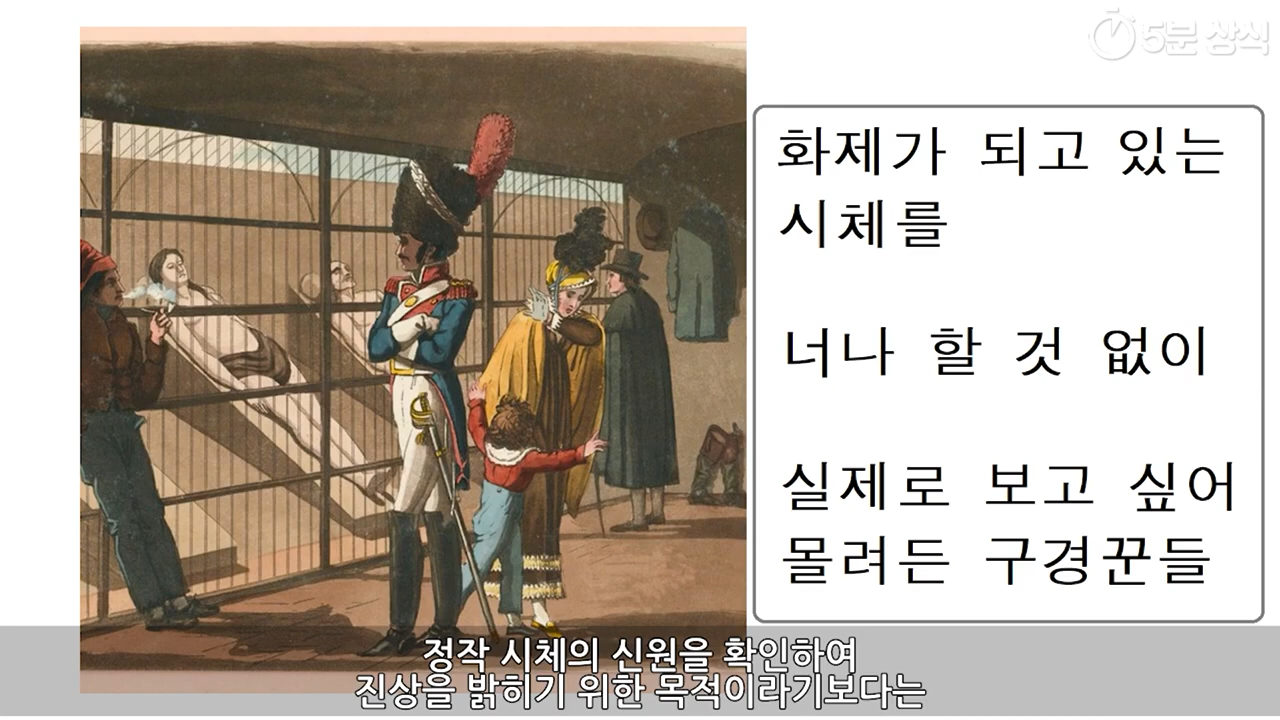 5분 상식
화제가 되고 있는
시체를
너나 할 것 없이
실제로 보고 싶어
몰려든 구경꾼들
정작 시체의 신원을 확인하여
진상을 밝히기 위한 목적이라기보다는